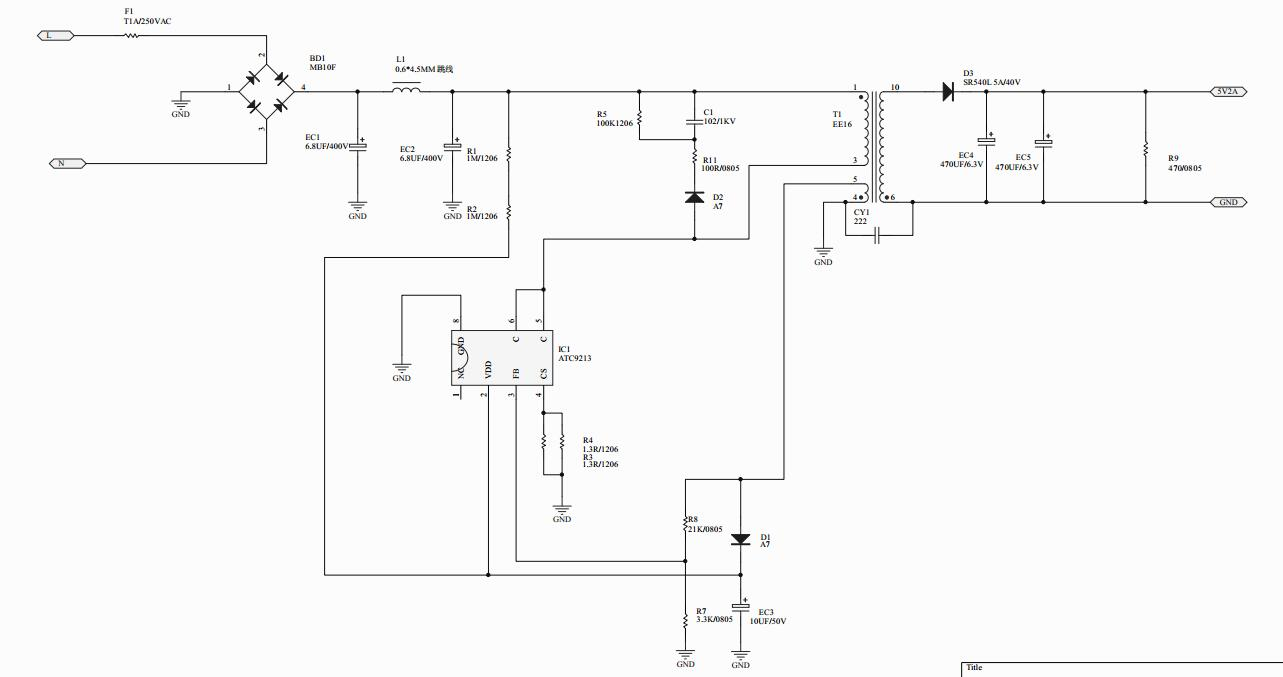 F1
T1A/250VAC
L
2
BD1
MB10F
1
4
3
GND
N
L1
0.6*4.5MM 跳线
EC1
6.8UF/400V
+
GND
EC2
6.8UF/400V
+
GND
R1
1M/1206
R2
1M/1206
R5
100K1206
C1
102/1KV
R11
100R/0805
D2
A7
T1
EE16
1
3
5
4
10
6
CY1
222
GND
D3
SR540L 5A/40V
5V2A
EC4
470UF/6.3V
+
EC5
470UF/6.3V
+
R9
470/0805
GND
8
6
5
GND
C
C
IC1
ATC9213
NC
VDD
FB
CS
1
2
3
4
GND
R4
1.3R/1206
R3
1.3R/1206
GND
R8
21K/0805
D1
A7
R7
3.3K/0805
+
EC3
10UF/50V
GND
GND
Title